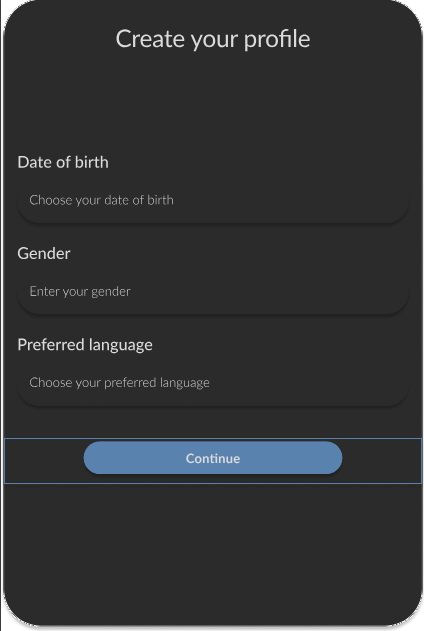 Create your profile
Date of birth
Choose your date of birth
Gender
Enter your gender
Preferred language
Choose your preferred language
Continue